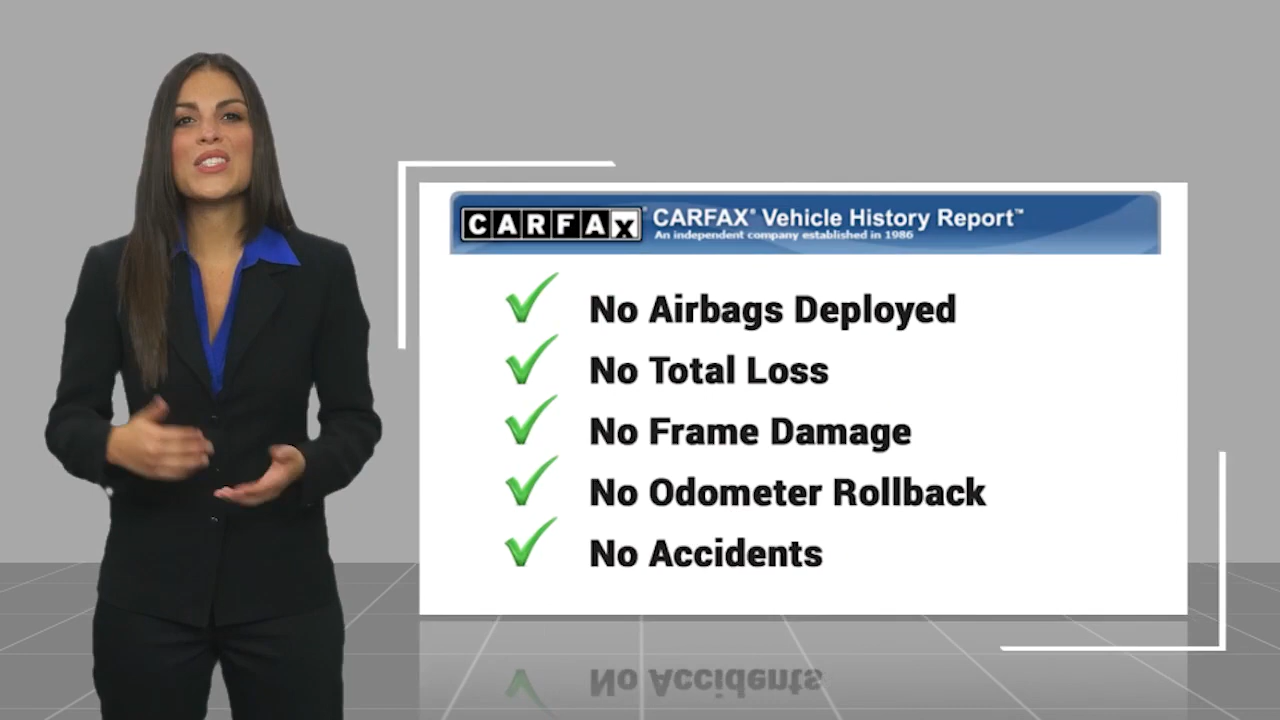 CARFAX CARFAX® Vehicle History Report™
An independent company established in 1986
No Airbags Deployed
No Total Loss
No Frame Damage
No Odometer Rollback
No Accidents
No Accidents